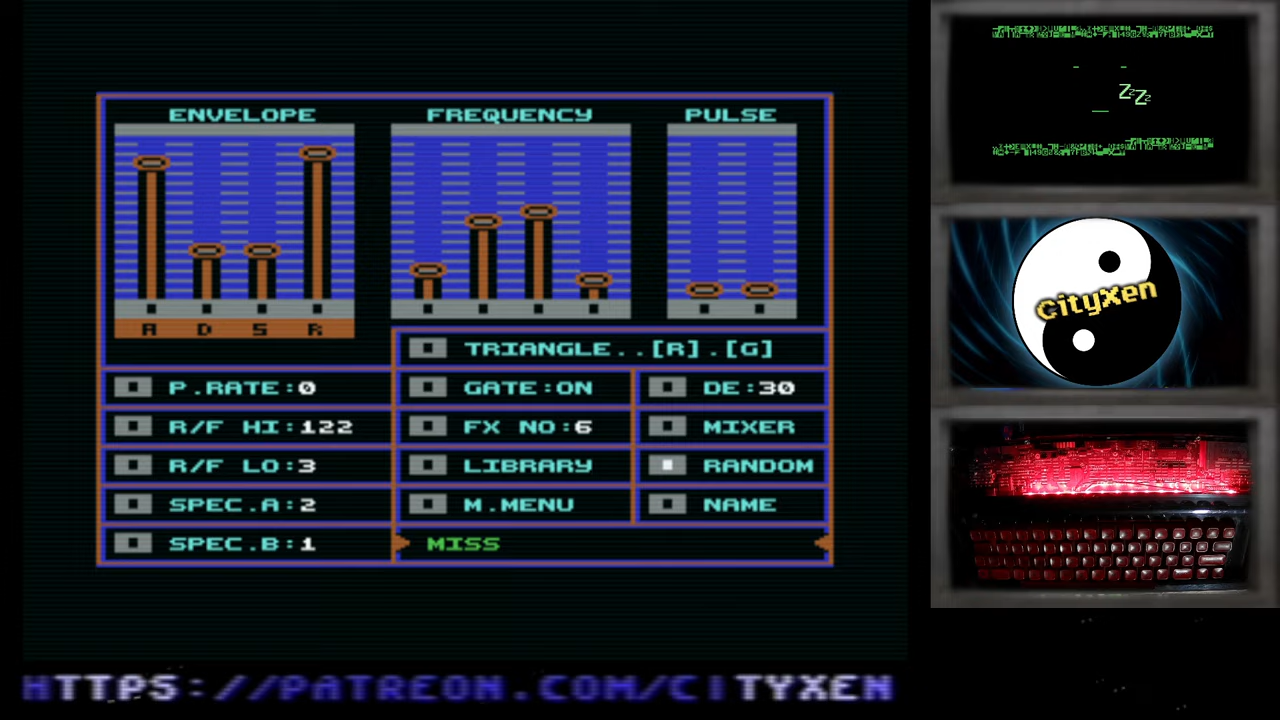 ENVELOPE FREQUENCY PULSE
A D S R
TRIANGLE..[R].[G]
P.RATE:0 GATE:ON DE:30
R/F HI:122 FX NO:6 MIXER
R/F LO:3 LIBRARY RANDOM
SPEC.A:2 M.MENU NAME
SPEC.B:1 MISS
HTTPS://PATREON.COM/CITYXEN
ZzZz
cityXen